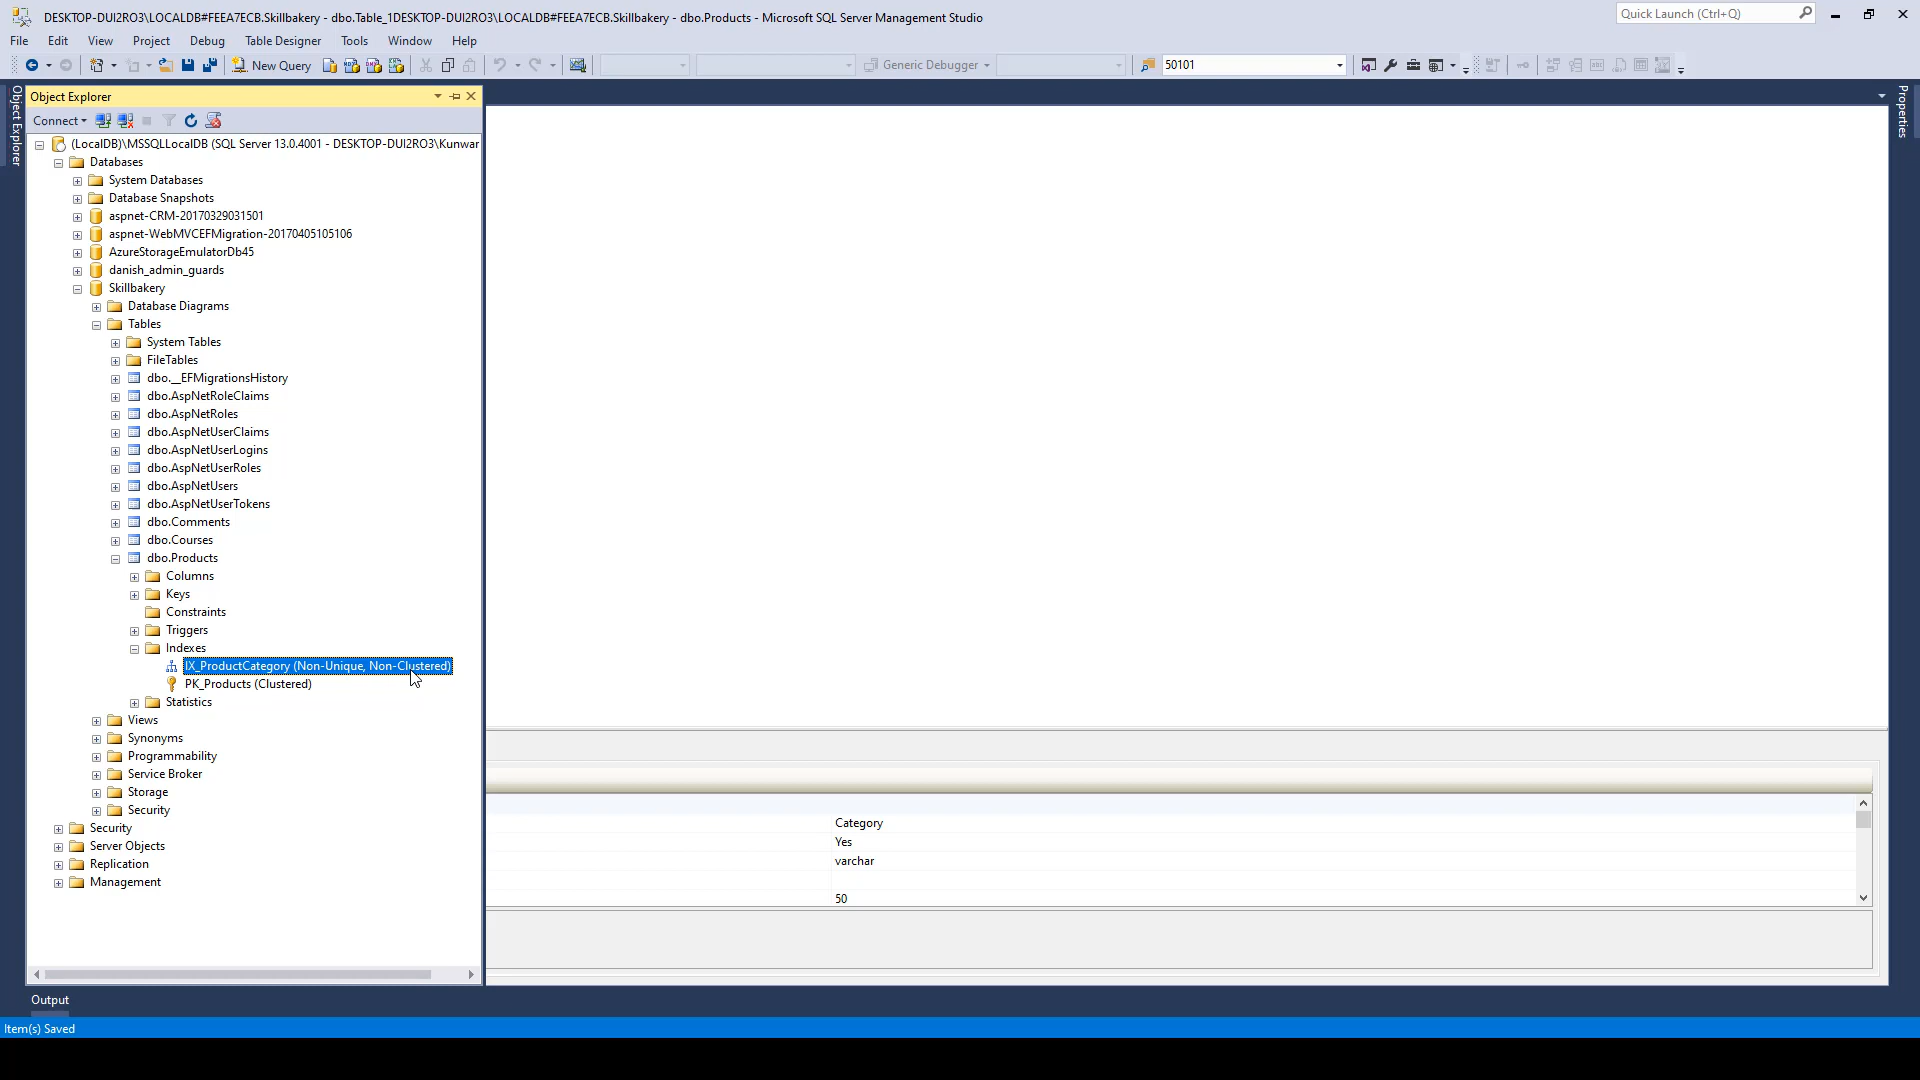 DESKTOP-DUI2RO3\LOCALDB#FEEA7ECB.Skillbakery - dbo.Table_1DESKTOP-DUI2RO3\LOCALDB#FEEA7ECB.Skillbakery - dbo.Products - Microsoft SQL Server Management Studio
Quick Launch (Ctrl+Q)
File Edit View Project Debug Table Designer Tools Window Help
New Query Generic Debugger 50101
Object Explorer
Object Explorer
Properties
Connect
(LocalDB)\MSSQLLocalDB (SQL Server 13.0.4001 - DESKTOP-DUI2RO3\Kunwar
Databases
System Databases
Database Snapshots
aspnet-CRM-20170329031501
aspnet-WebMVCEFMigration-20170405105106
AzureStorageEmulatorDb45
danish_admin_guards
Skillbakery
Database Diagrams
Tables
System Tables
FileTables
dbo.__EFMigrationsHistory
dbo.AspNetRoleClaims
dbo.AspNetRoles
dbo.AspNetUserClaims
dbo.AspNetUserLogins
dbo.AspNetUserRoles
dbo.AspNetUsers
dbo.AspNetUserTokens
dbo.Comments
dbo.Courses
dbo.Products
Columns
Keys
Constraints
Triggers
Indexes
IX_ProductCategory (Non-Unique, Non-Clustered)
PK_Products (Clustered)
Statistics
Views
Synonyms
Programmability
Service Broker
Storage
Security
Security
Server Objects
Replication
Management
Category
Yes
varchar
50
Output
Item(s) Saved